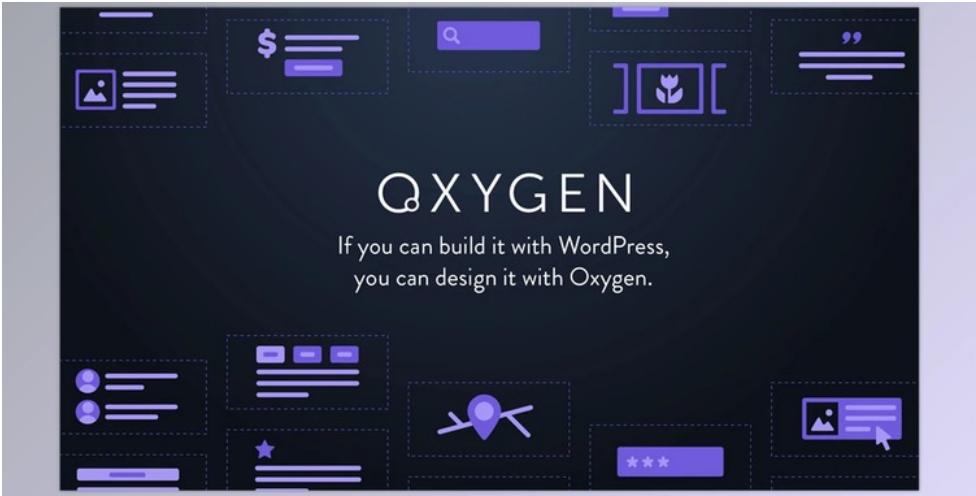 $
”
OXYGEN
If you can build it with WordPress,
you can design it with Oxygen.
***